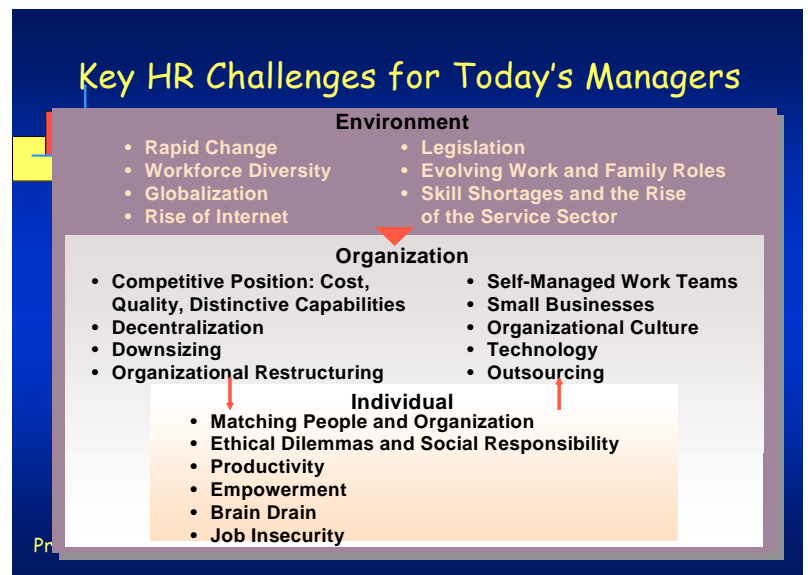 Key HR Challenges for Today's Managers
Environment
• Rapid Change
• Workforce Diversity
• Globalization
• Rise of Internet
• Legislation
• Evolving Work and Family Roles
• Skill Shortages and the Rise
of the Service Sector
Organization
• Competitive Position: Cost,
Quality, Distinctive Capabilities
• Decentralization
• Downsizing
• Organizational Restructuring
• Self-Managed Work Teams
• Small Businesses
• Organizational Culture
• Technology
• Outsourcing
Individual
• Matching People and Organization
• Ethical Dilemmas and Social Responsibility
• Productivity
• Empowerment
• Brain Drain
• Job Insecurity